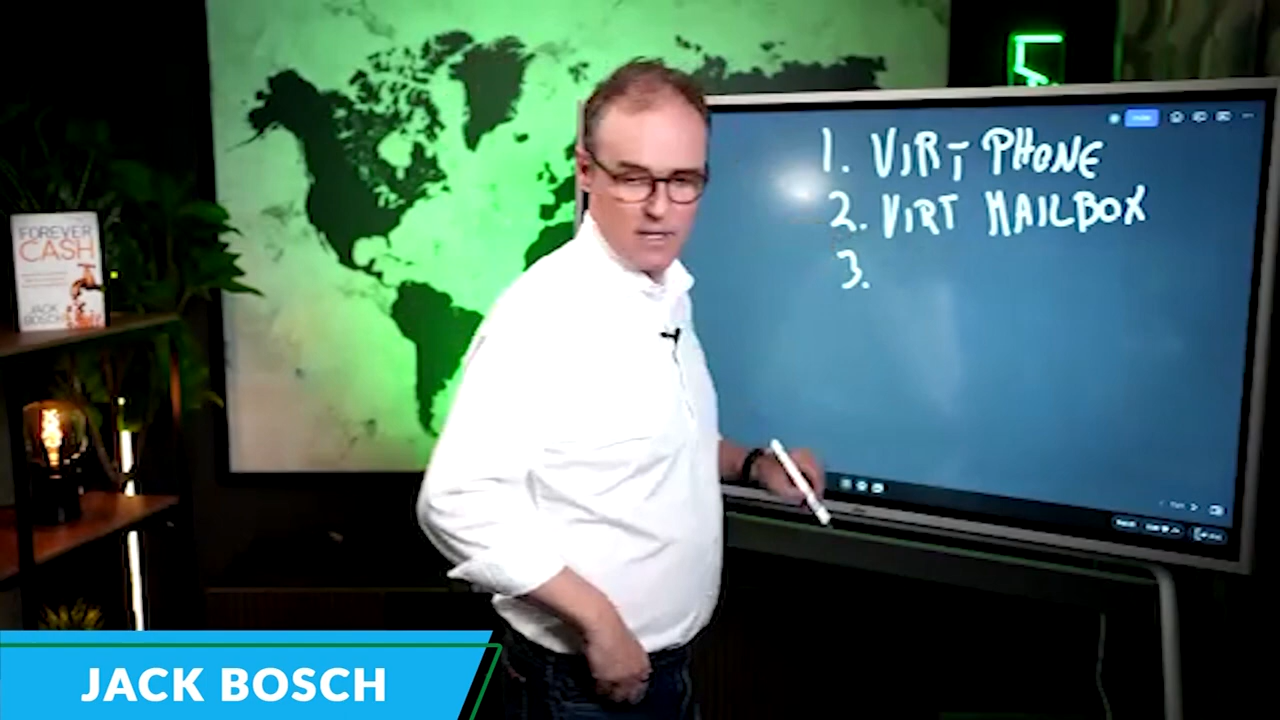 1. VIRT PHONE
2. VIRT MAILBOX
3.
FOREVER
CASH
JACK
BOSCH
JACK BOSCH